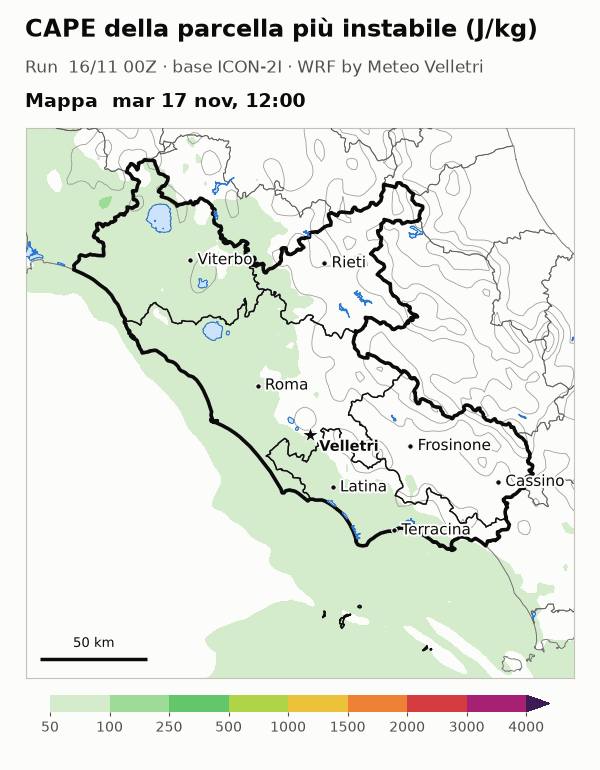 CAPE della parcella più instabile (J/kg)
Run  16/11 00Z · base ICON-2I · WRF by Meteo Velletri
Mappa  mar 17 nov, 12:00
Viterbo
Rieti
Roma
Velletri
Frosinone
Cassino
Latina
Terracina
50 km
50 100 250 500 1000 1500 2000 3000 4000